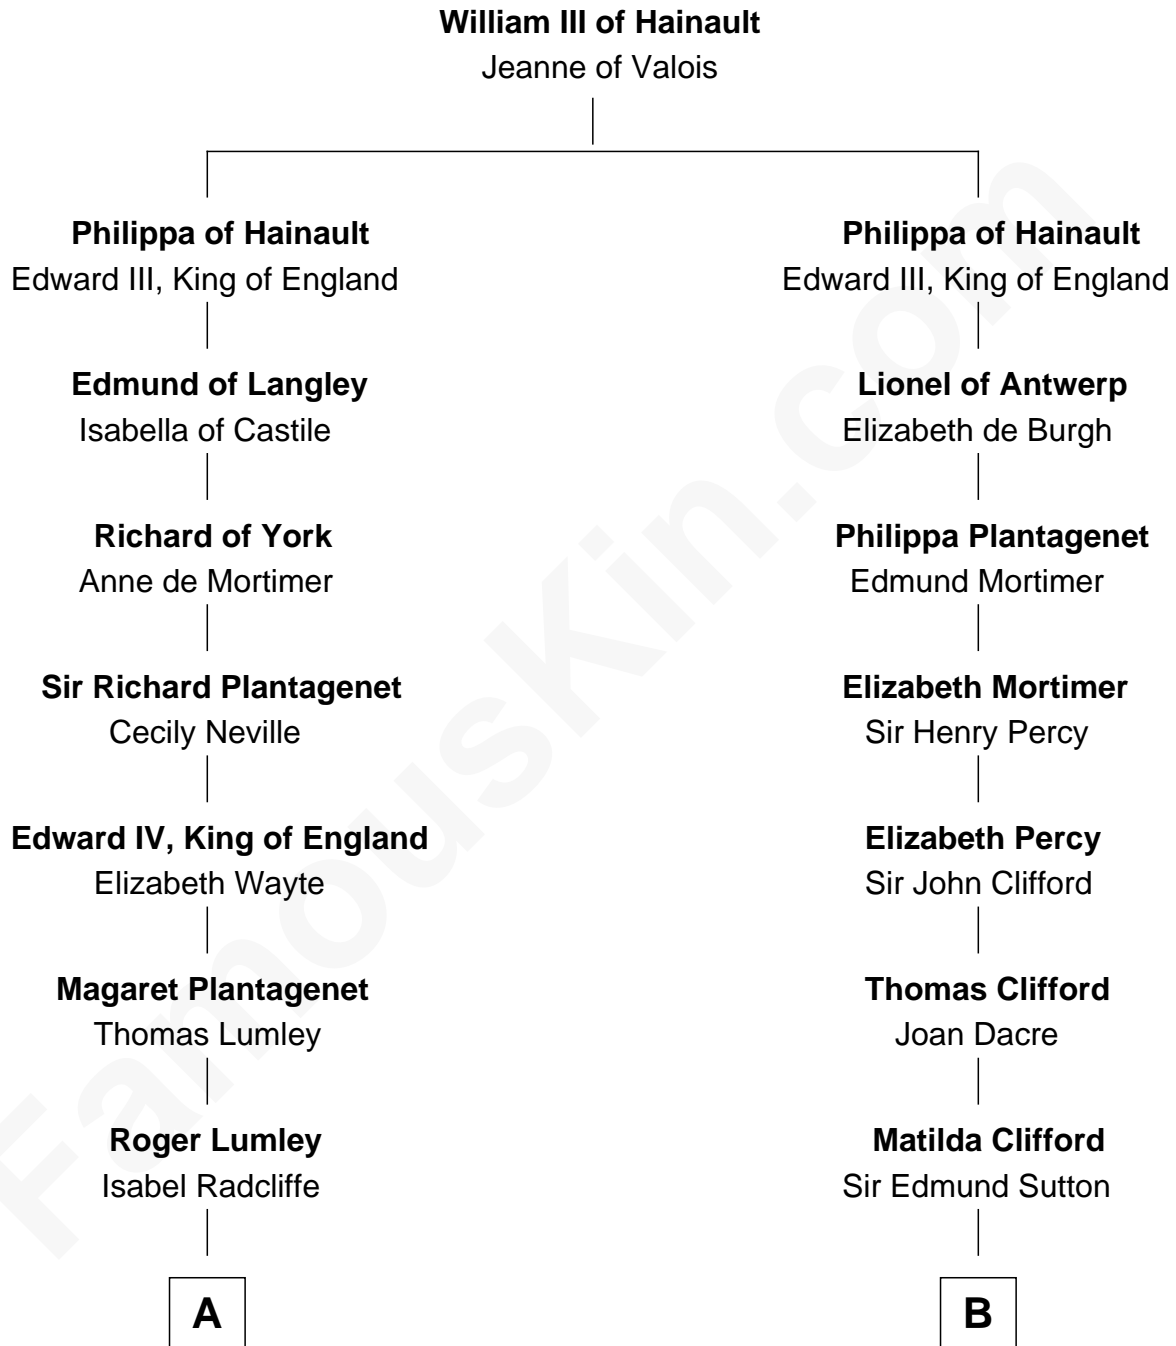 William III of Hainault
Jeanne of Valois
Philippa of Hainault
Edward III, King of England
Philippa of Hainault
Edward III, King of England
Edmund of Langley
Isabella of Castile
Lionel of Antwerp
Elizabeth de Burgh
Richard of York
Anne de Mortimer
Philippa Plantagenet
Edmund Mortimer
Sir Richard Plantagenet
Cecily Neville
Elizabeth Mortimer
Sir Henry Percy
Edward IV, King of England
Elizabeth Wayte
Elizabeth Percy
Sir John Clifford
Magaret Plantagenet
Thomas Lumley
Thomas Clifford
Joan Dacre
Roger Lumley
Isabel Radcliffe
Matilda Clifford
Sir Edmund Sutton
A
B
FamousKin.com